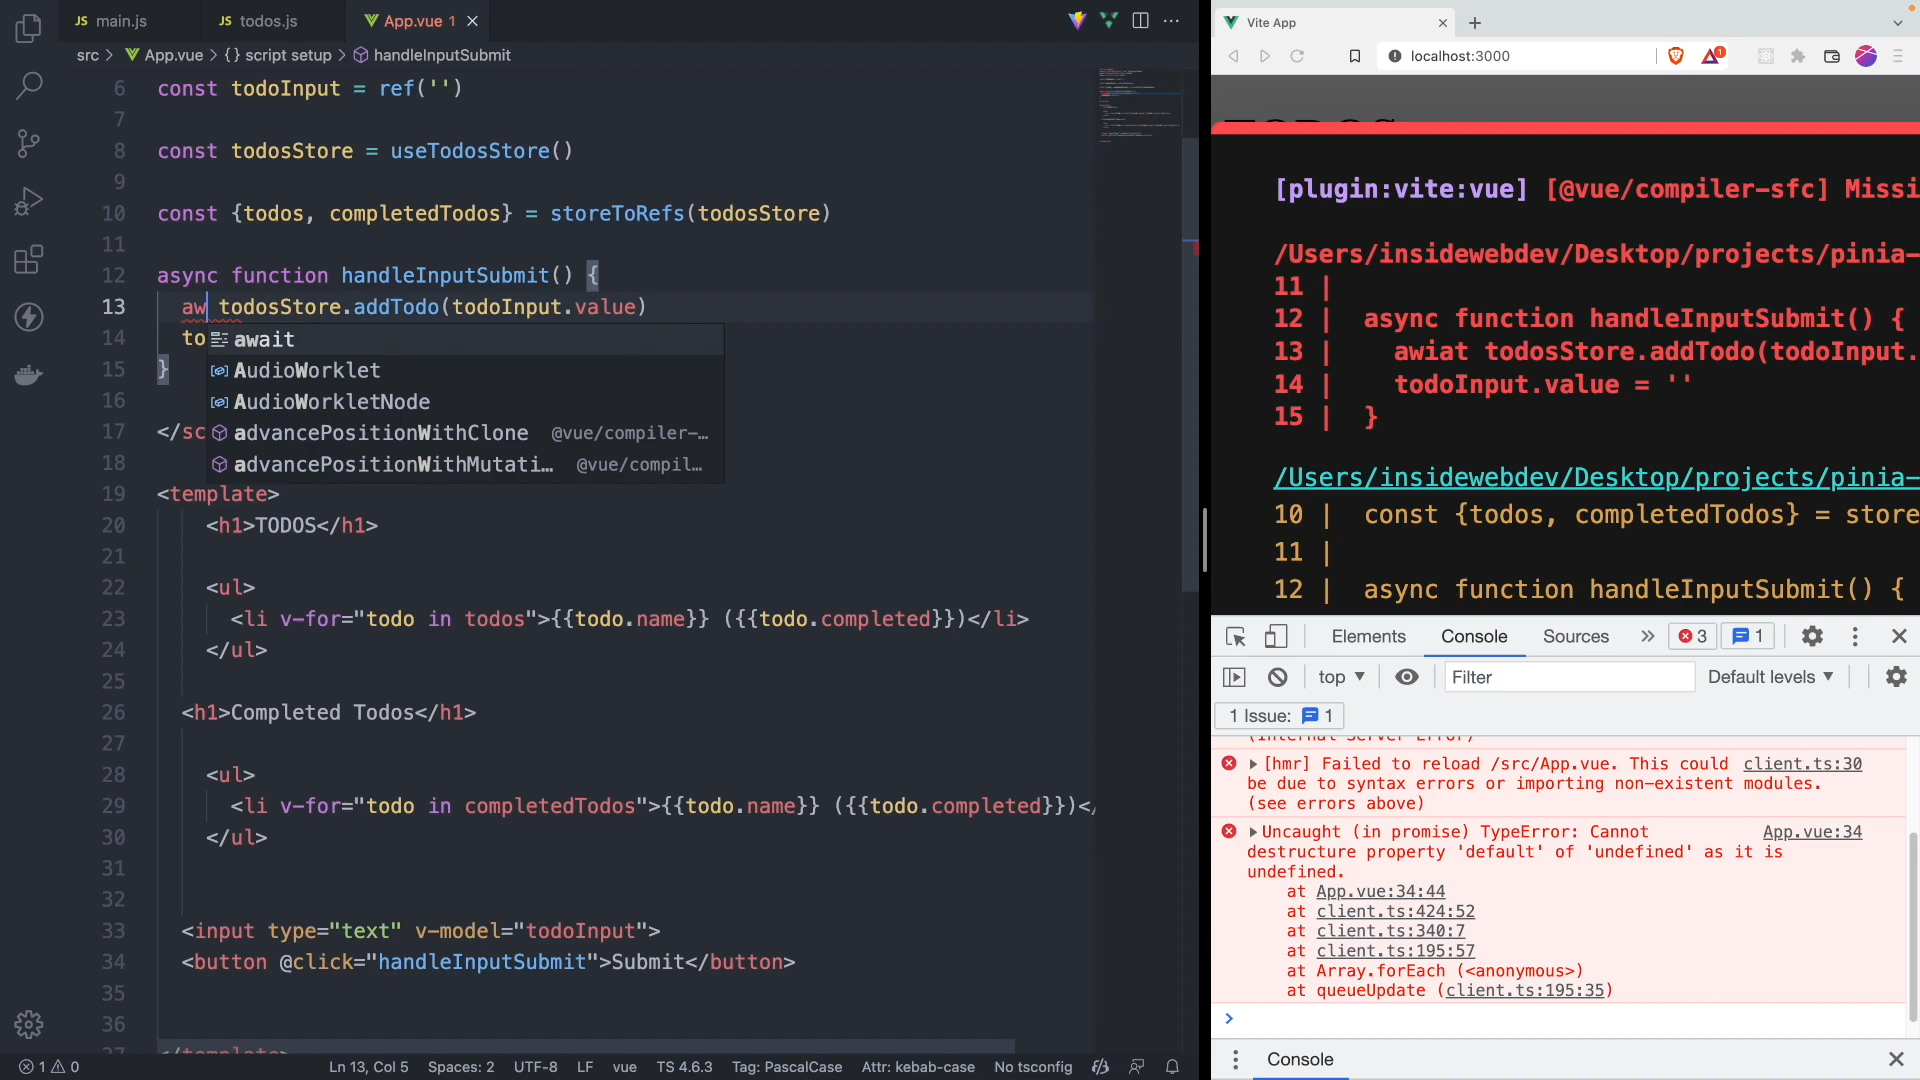 JS main.js
JS todos.js
App.vue 1
src > App.vue > {} script setup > handleInputSubmit
6 const todoInput = ref('')
7
8 const todosStore = useTodosStore()
9
10 const {todos, completedTodos} = storeToRefs(todosStore)
11
12 async function handleInputSubmit() {
13 aw todosStore.addTodo(todoInput.value)
14 to
await
15 }
AudioWorklet
16
AudioWorkletNode
17 </sc
advancePositionWithClone @vue/compiler-…
18
advancePositionWithMutati… @vue/compil…
19 <template>
20 <h1>TODOS</h1>
21
22 <ul>
23 <li v-for="todo in todos">{{todo.name}} ({{todo.completed}})</li>
24 </ul>
25
26 <h1>Completed Todos</h1>
27
28 <ul>
29 <li v-for="todo in completedTodos">{{todo.name}} ({{todo.completed}})</
30 </ul>
31
32
33 <input type="text" v-model="todoInput">
34 <button @click="handleInputSubmit">Submit</button>
35
36
37 </template>
1 0
Ln 13, Col 5 Spaces: 2 UTF-8 LF vue TS 4.6.3 Tag: PascalCase Attr: kebab-case No tsconfig
Vite App
localhost:3000
1
TODOS
[plugin:vite:vue] [@vue/compiler-sfc] Missi
/Users/insidewebdev/Desktop/projects/pinia-
11 |
12 | async function handleInputSubmit() {
13 | awiat todosStore.addTodo(todoInput.
14 | todoInput.value = ''
15 | }
/Users/insidewebdev/Desktop/projects/pinia-
10 | const {todos, completedTodos} = store
11 |
12 | async function handleInputSubmit() {
Elements Console Sources » 3 1
top Filter Default levels
1 Issue: 1
(Internal Server Error)
[hmr] Failed to reload /src/App.vue. This could client.ts:30
be due to syntax errors or importing non-existent modules.
(see errors above)
Uncaught (in promise) TypeError: Cannot App.vue:34
destructure property 'default' of 'undefined' as it is
undefined.
at App.vue:34:44
at client.ts:424:52
at client.ts:340:7
at client.ts:195:57
at Array.forEach (<anonymous>)
at queueUpdate (client.ts:195:35)
>
Console